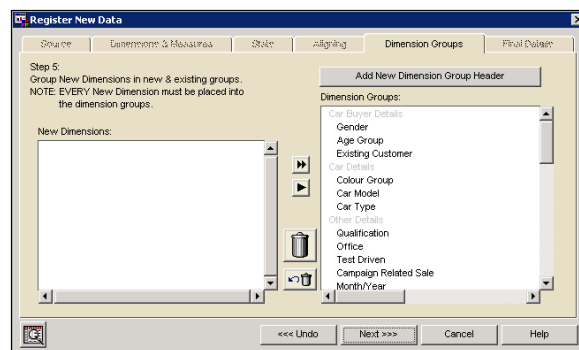 Register New Data
Source
Dimensions & Measures
State
Aligning
Dimension Groups
Final Details
Step 5:
Group New Dimensions in new & existing groups.
NOTE: EVERY New Dimension must be placed into
the dimension groups.
New Dimensions:
Add New Dimension Group Header
Dimension Groups:
Car Buyer Details
Gender
Age Group
Existing Customer
Car Details
Colour Group
Car Model
Car Type
Other Details
Qualification
Office
Test Driven
Campaign Related Sale
Month/Year
<<< Undo
Next >>>
Cancel
Help